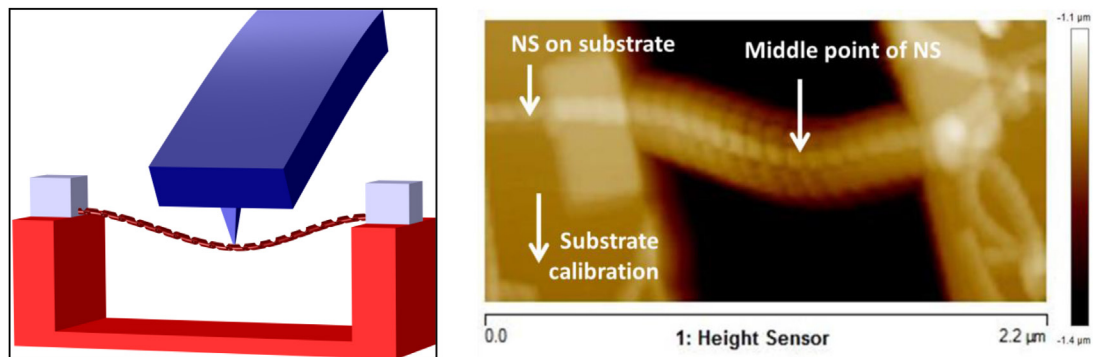 NS on substrate
Middle point of NS
Substrate
calibration
-1.1 µm
-1.4 µm
0.0
1: Height Sensor
2.2 µm